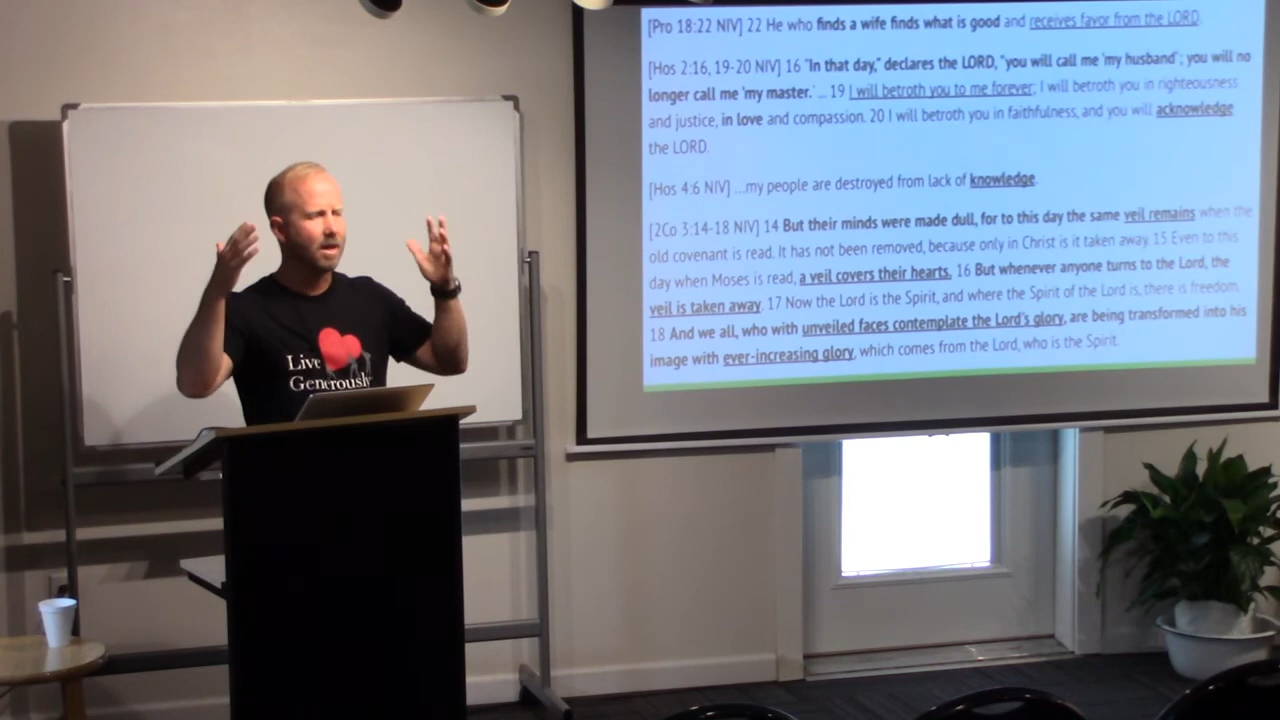 [Pro 18:22 NIV] 22 He who finds a wife finds what is good and receives favor from the LORD.
[Hos 2:16, 19-20 NIV] 16 "In that day," declares the LORD, "you will call me 'my husband'; you will no
longer call me 'my master.' ... 19 I will betroth you to me forever; I will betroth you in righteousness
and justice, in love and compassion. 20 I will betroth you in faithfulness, and you will acknowledge
the LORD.
[Hos 4:6 NIV] ...my people are destroyed from lack of knowledge.
[2Co 3:14-18 NIV] 14 But their minds were made dull, for to this day the same veil remains when the
old covenant is read. It has not been removed, because only in Christ is it taken away. 15 Even to this
day when Moses is read, a veil covers their hearts. 16 But whenever anyone turns to the Lord, the
veil is taken away. 17 Now the Lord is the Spirit, and where the Spirit of the Lord is, there is freedom.
18 And we all, who with unveiled faces contemplate the Lord's glory, are being transformed into his
image with ever-increasing glory, which comes from the Lord, who is the Spirit.
Live
Generously